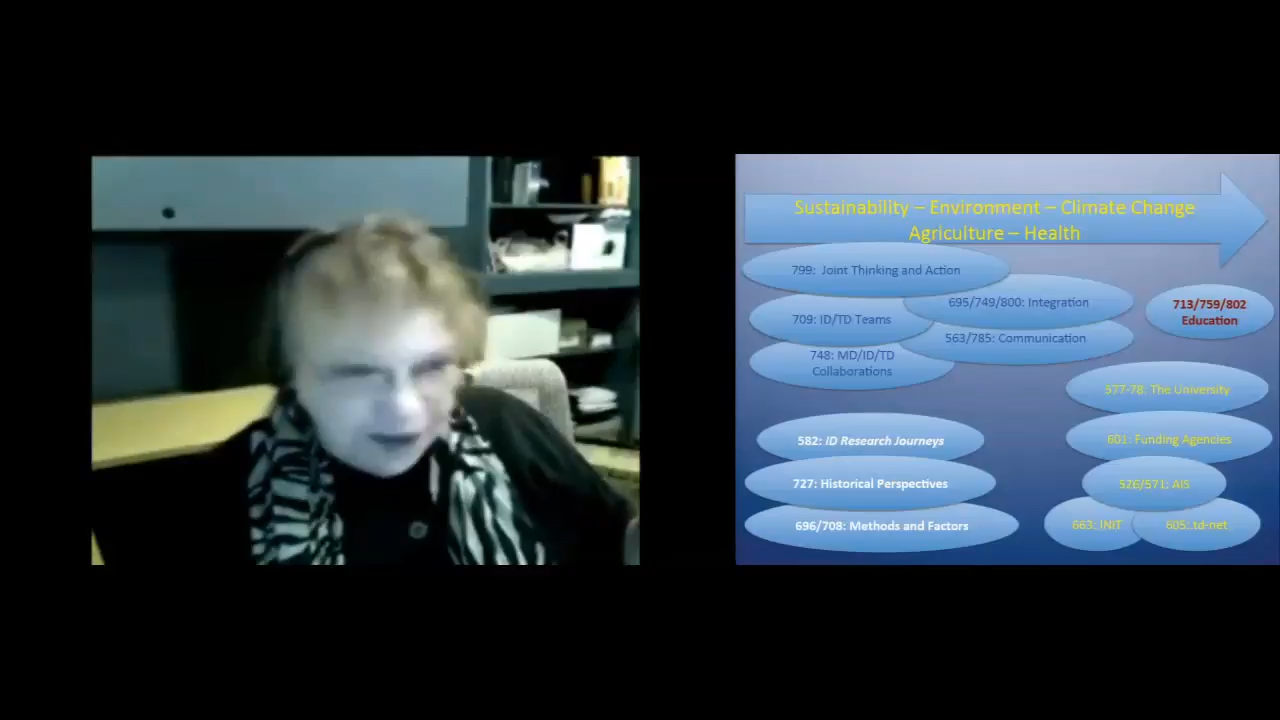 Sustainability – Environment – Climate Change
Agriculture – Health
799: Joint Thinking and Action
695/749/800: Integration
713/759/802
Education
709: ID/TD Teams
563/785: Communication
748: MD/ID/TD
Collaborations
577-78: The University
582: ID Research Journeys
601: Funding Agencies
727: Historical Perspectives
526/571; AIS
696/708: Methods and Factors
663: INIT
605: td-net